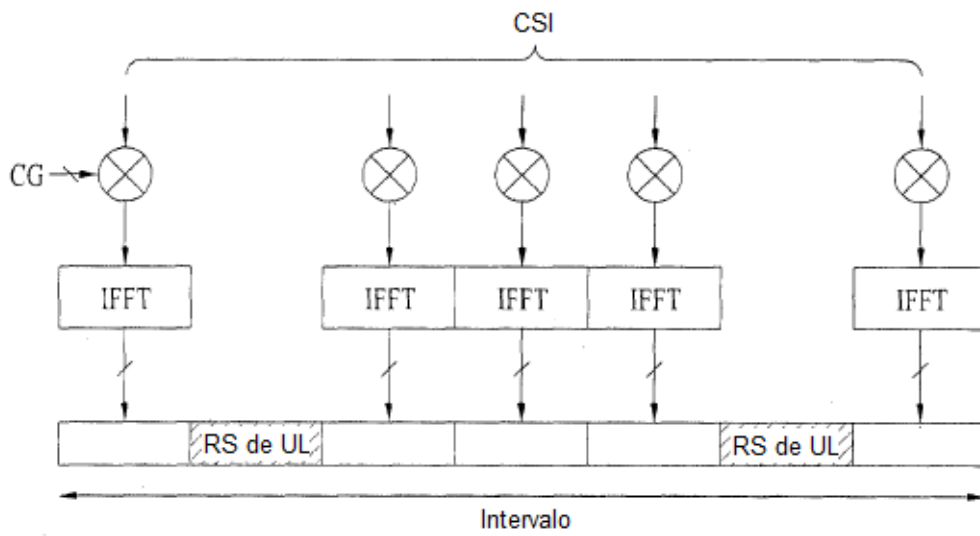 CSI
CG
IFFT IFFT IFFT IFFT IFFT
RS de UL RS de UL
Intervalo